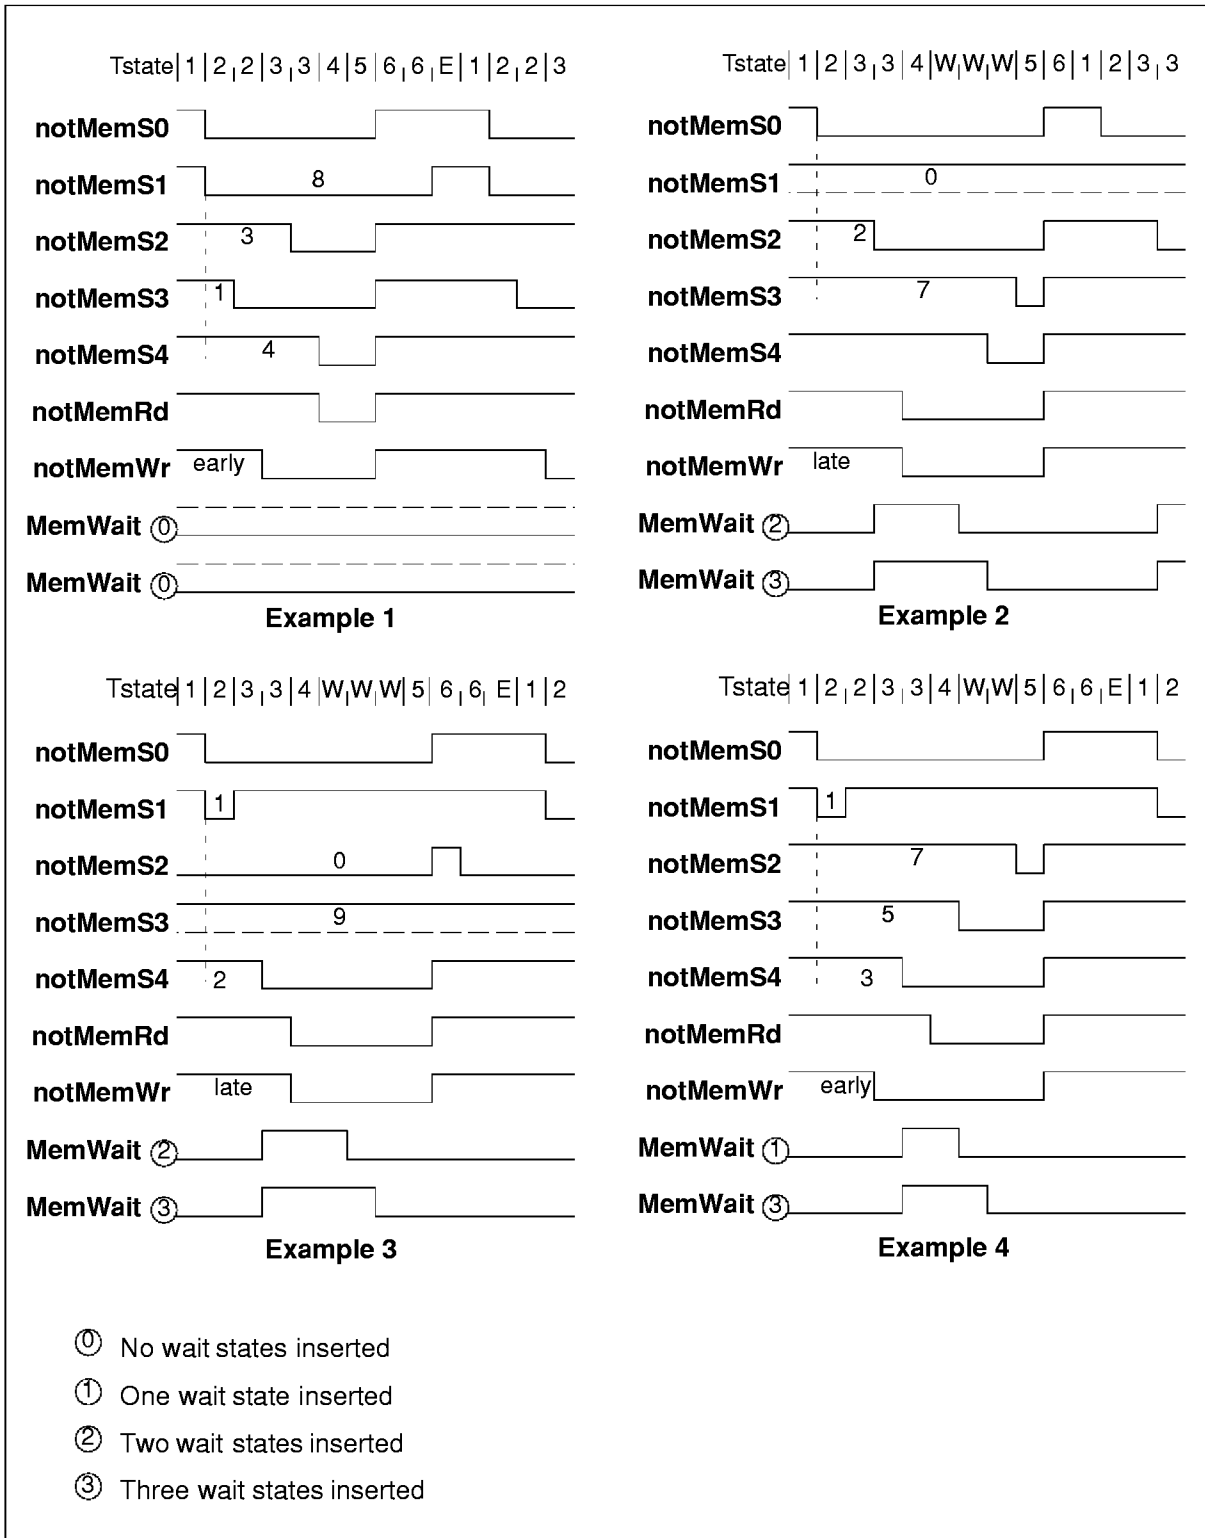 Tstate|1|2|2|3|3|4|5|6|6|E|1|2|2|3
notMemS0
notMemS1 8
notMemS2 3
notMemS3 1
notMemS4 4
notMemRd
notMemWr early
MemWait ⓪
MemWait ⓪
Example 1
Tstate|1|2|3|3|4|W|W|W|5|6|1|2|3|3
notMemS0
notMemS1 0
notMemS2 2
notMemS3 7
notMemS4
notMemRd
notMemWr late
MemWait ②
MemWait ③
Example 2
Tstate|1|2|3|3|4|W|W|W|5|6|6|E|1|2
notMemS0
notMemS1 1
notMemS2 0
notMemS3 9
notMemS4 2
notMemRd
notMemWr late
MemWait ②
MemWait ③
Example 3
Tstate|1|2|2|3|3|4|W|W|5|6|6|E|1|2
notMemS0
notMemS1 1
notMemS2 7
notMemS3 5
notMemS4 3
notMemRd
notMemWr early
MemWait ①
MemWait ③
Example 4
⓪ No wait states inserted
① One wait state inserted
② Two wait states inserted
③ Three wait states inserted